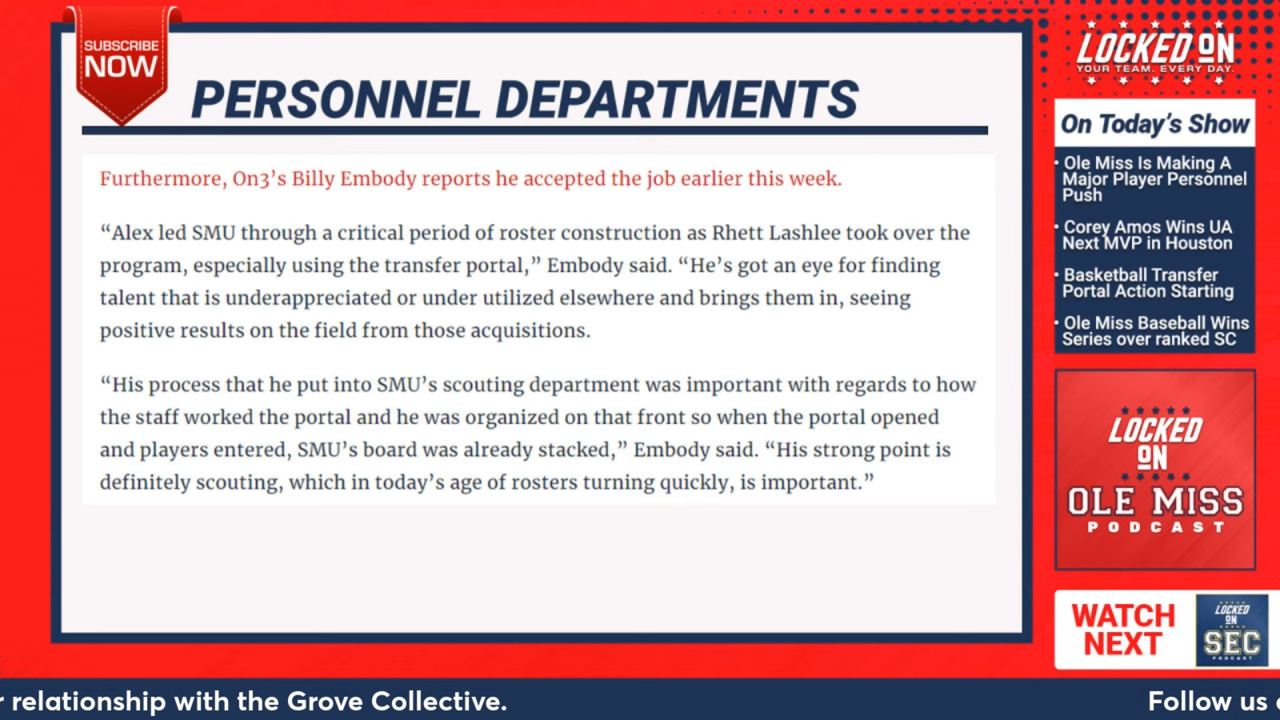 SUBSCRIBE
NOW
PERSONNEL DEPARTMENTS
Furthermore, On3's Billy Embody reports he accepted the job earlier this week.
“Alex led SMU through a critical period of roster construction as Rhett Lashlee took over the
program, especially using the transfer portal,” Embody said. “He's got an eye for finding
talent that is underappreciated or under utilized elsewhere and brings them in, seeing
positive results on the field from those acquisitions.
“His process that he put into SMU's scouting department was important with regards to how
the staff worked the portal and he was organized on that front so when the portal opened
and players entered, SMU's board was already stacked,” Embody said. “His strong point is
definitely scouting, which in today's age of rosters turning quickly, is important.”
LOCKED ON
YOUR TEAM. EVERY DAY.
On Today's Show
• Ole Miss Is Making A
Major Player Personnel
Push
• Corey Amos Wins UA
Next MVP in Houston
• Basketball Transfer
Portal Action Starting
• Ole Miss Baseball Wins
Series over ranked SC
LOCKED
ON
OLE MISS
PODCAST
WATCH
NEXT
LOCKED
ON
SEC
PODCAST
relationship with the Grove Collective.
Follow us